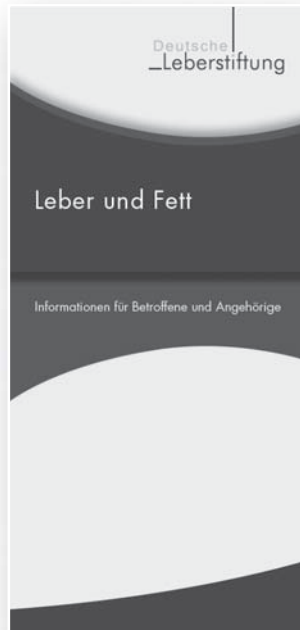 Deutsche
Leberstiftung
Leber und Fett
Informationen für Betroffene und Angehörige